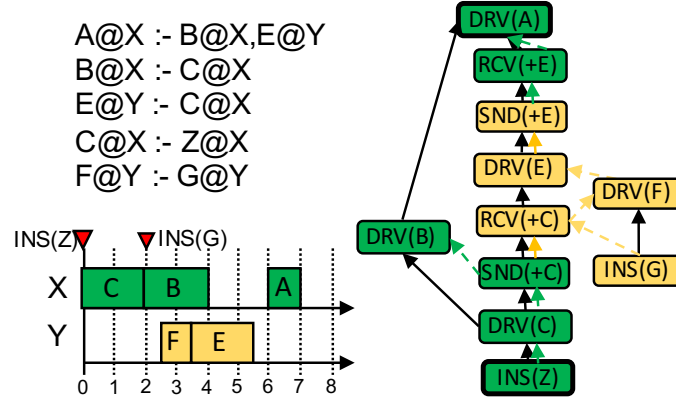 A@X :- B@X,E@Y
B@X :- C@X
E@Y :- C@X
C@X :- Z@X
F@Y :- G@Y
INS(Z)
INS(G)
X
C
B
A
Y
F
E
0 1 2 3 4 5 6 7 8
DRV(A)
RCV(+E)
SND(+E)
DRV(E)
DRV(F)
RCV(+C)
DRV(B)
SND(+C)
INS(G)
DRV(C)
INS(Z)